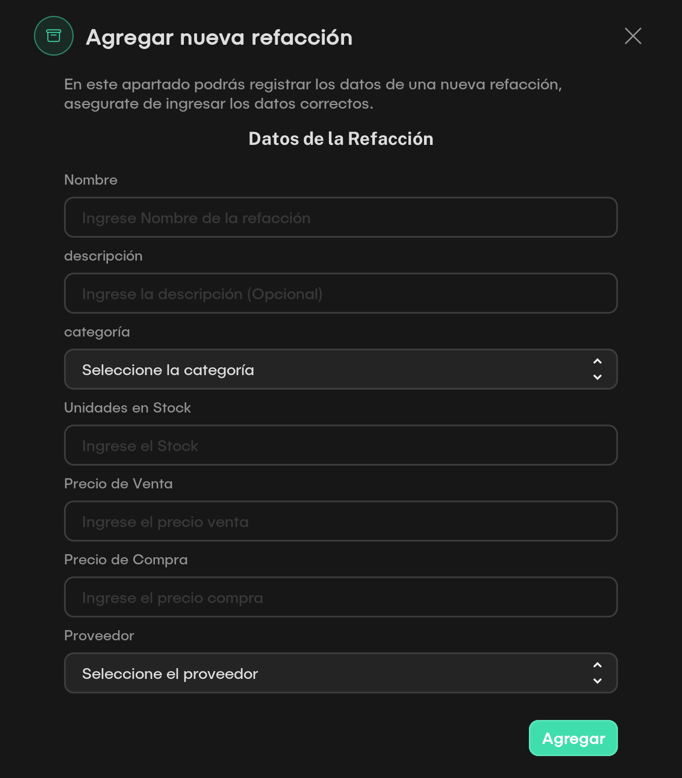 Agregar nueva refacción
En este apartado podrás registrar los datos de una nueva refacción,
asegurate de ingresar los datos correctos.
Datos de la Refacción
Nombre
Ingrese Nombre de la refacción
descripción
Ingrese la descripción (Opcional)
categoría
Seleccione la categoría
Unidades en Stock
Ingrese el Stock
Precio de Venta
Ingrese el precio venta
Precio de Compra
Ingrese el precio compra
Proveedor
Seleccione el proveedor
Agregar